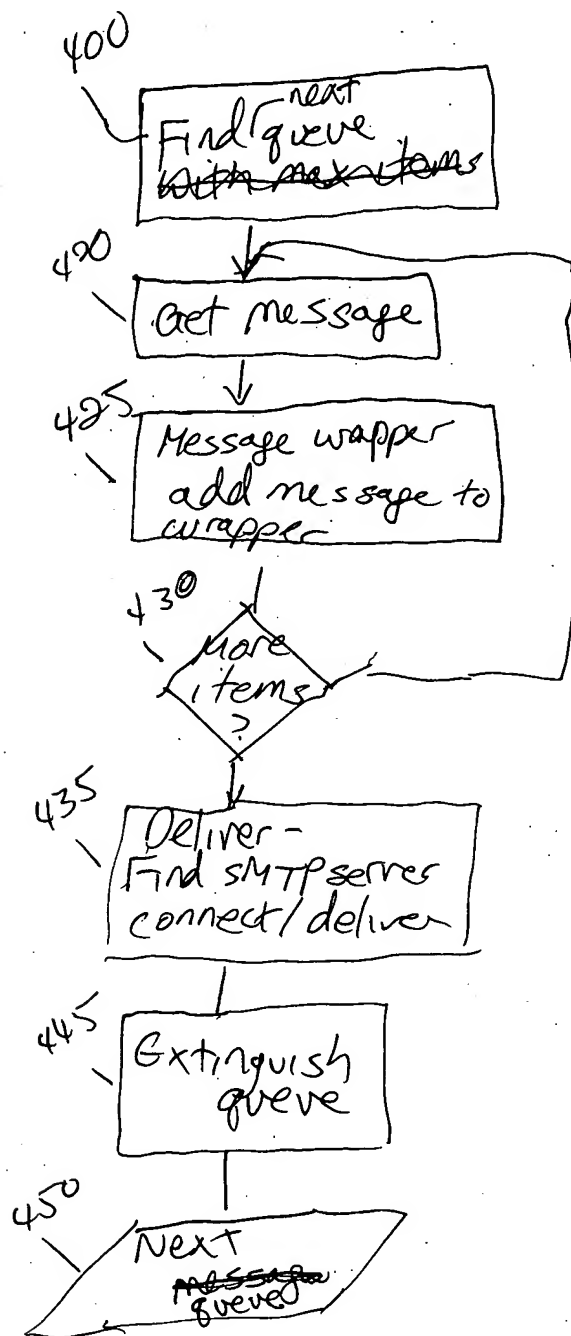 400
Find next queue
with max items
420
Get message
425
Message wrapper
add message to
wrapper
430
More
items
?
435
Deliver -
Find SMTP server
connect/deliver
445
Extinguish
queue
450
Next
message
queue